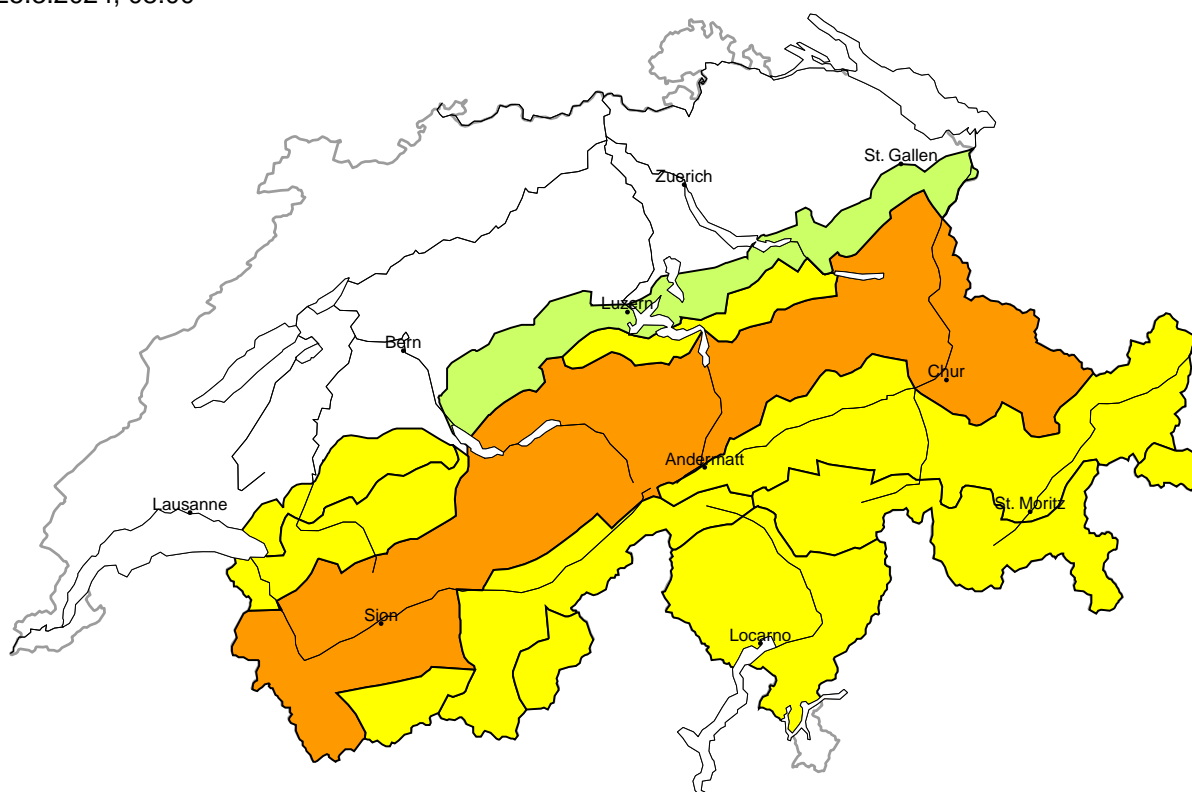 St. Gallen
Zuerich
Luzern
Bern
Chur
Andermatt
Lausanne
St. Moritz
Sion
Locarno